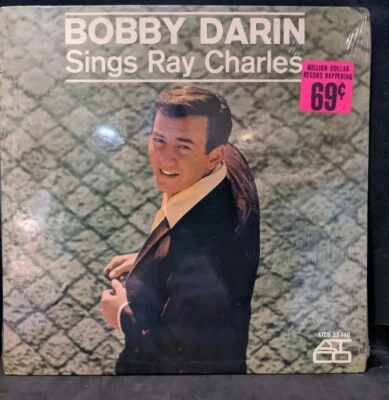 BOBBY DARIN
Sings Ray Charles
MILLION DOLLAR
RECORD HAPPENING
69¢
ATCO 33-140
ATCO